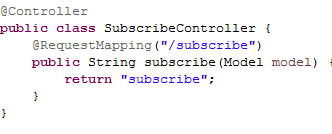 @Controller
public class SubscribeController {
    @RequestMapping("/subscribe")
    public String subscribe(Model model) {
        return "subscribe";
    }
}